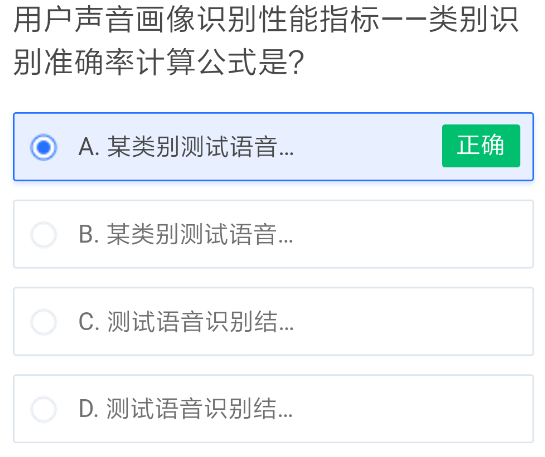 用户声音画像识别性能指标——类别识
别准确率计算公式是?
A. 某类别测试语音...
正确
B. 某类别测试语音...
C. 测试语音识别结...
D. 测试语音识别结...